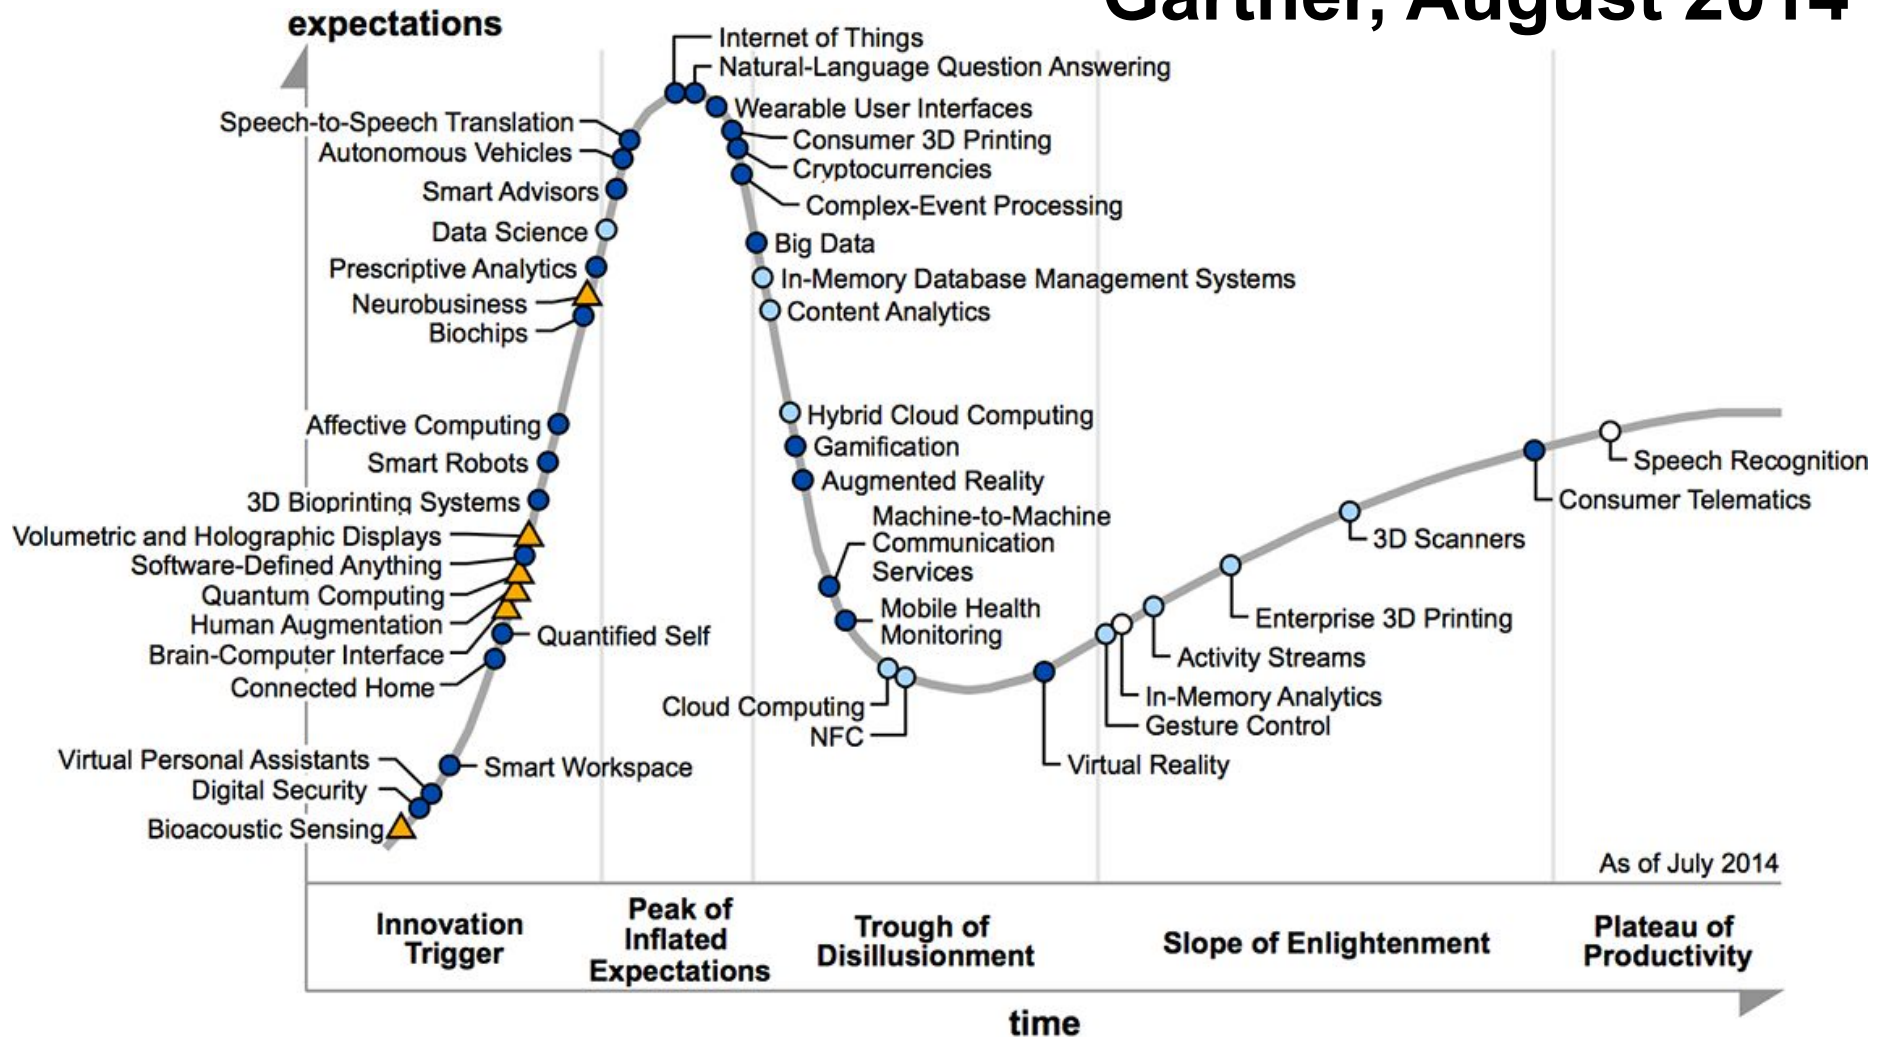 Gartner, August 2014
expectations
Internet of Things
Natural-Language Question Answering
Wearable User Interfaces
Consumer 3D Printing
Cryptocurrencies
Complex-Event Processing
Speech-to-Speech Translation
Autonomous Vehicles
Smart Advisors
Data Science
Prescriptive Analytics
Neurobusiness
Biochips
Big Data
In-Memory Database Management Systems
Content Analytics
Affective Computing
Smart Robots
3D Bioprinting Systems
Volumetric and Holographic Displays
Software-Defined Anything
Quantum Computing
Human Augmentation
Brain-Computer Interface
Connected Home
Quantified Self
Hybrid Cloud Computing
Gamification
Augmented Reality
Machine-to-Machine
Communication
Services
Mobile Health
Monitoring
Cloud Computing
NFC
Virtual Personal Assistants
Digital Security
Bioacoustic Sensing
Smart Workspace
Speech Recognition
Consumer Telematics
3D Scanners
Enterprise 3D Printing
Activity Streams
In-Memory Analytics
Gesture Control
Virtual Reality
As of July 2014
Innovation
Trigger
Peak of
Inflated
Expectations
Trough of
Disillusionment
Slope of Enlightenment
Plateau of
Productivity
time